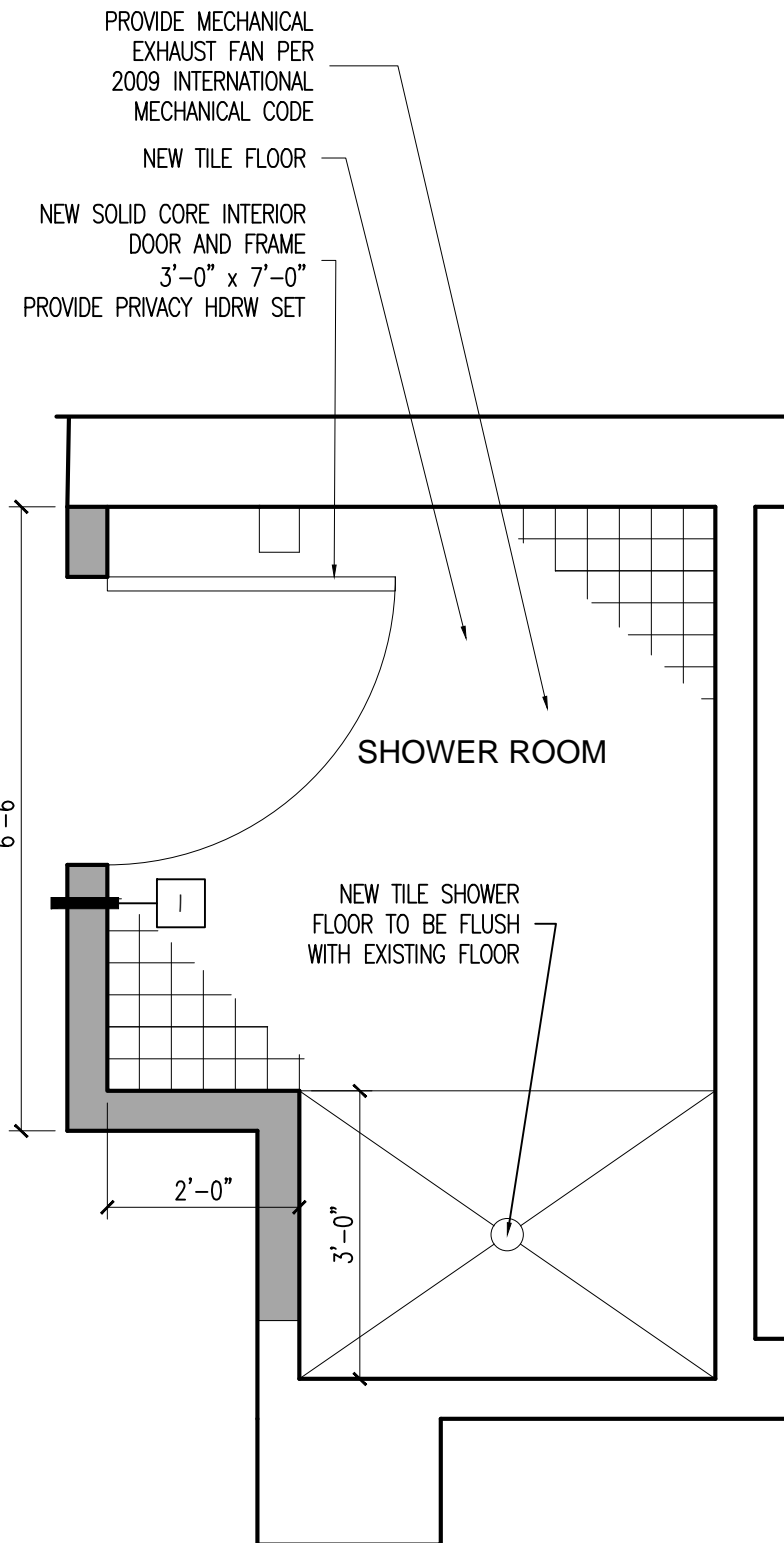 PROVIDE MECHANICAL
EXHAUST FAN PER
2009 INTERNATIONAL
MECHANICAL CODE
NEW TILE FLOOR
NEW SOLID CORE INTERIOR
DOOR AND FRAME
3'-0" x 7'-0"
PROVIDE PRIVACY HDRW SET
SHOWER ROOM
6-6
1
NEW TILE SHOWER
FLOOR TO BE FLUSH
WITH EXISTING FLOOR
2'-0"
3'-0"